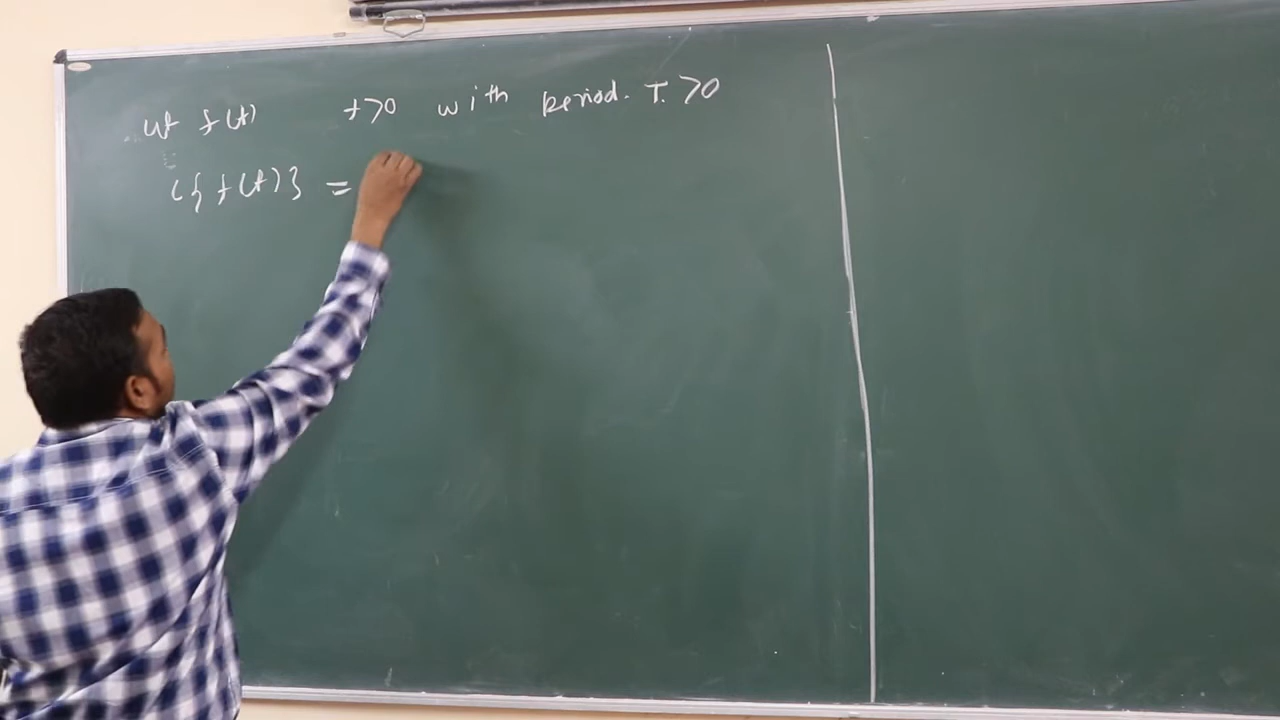 Let f(t) t>0 with period. T. >0
L{f(t)} =